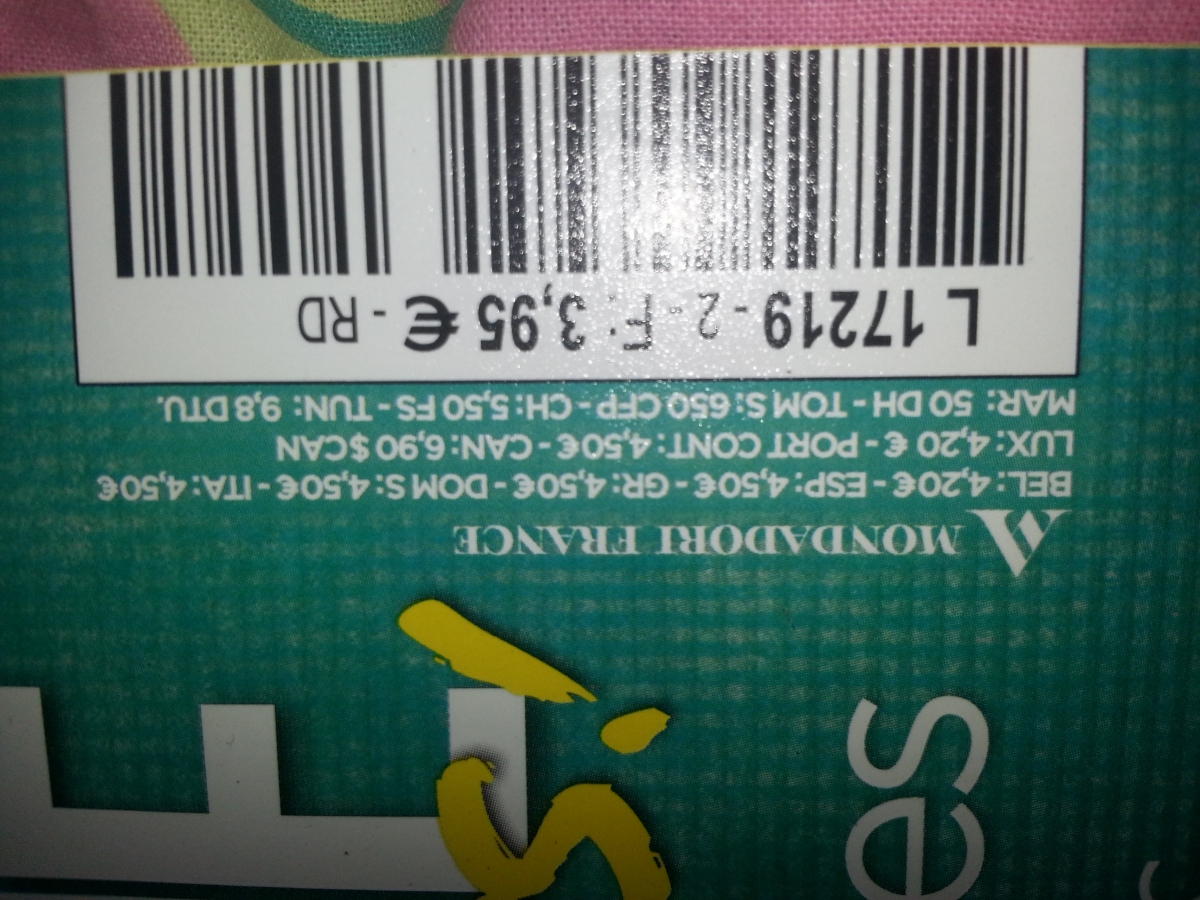 es
s!
E
MONDADORI FRANCE
BEL: 4,20€ - ESP: 4,50€ - GR: 4,50€ - DOM S: 4,50€ - ITA: 4,50€
LUX: 4,20 € - PORT CONT: 4,50€ - CAN: 6,90 $ CAN
MAR: 50 DH - TOM S: 650 CFP - CH: 5,50 FS - TUN: 9,8 DTU.
L 17219 - 2 - F: 3,95 € - RD